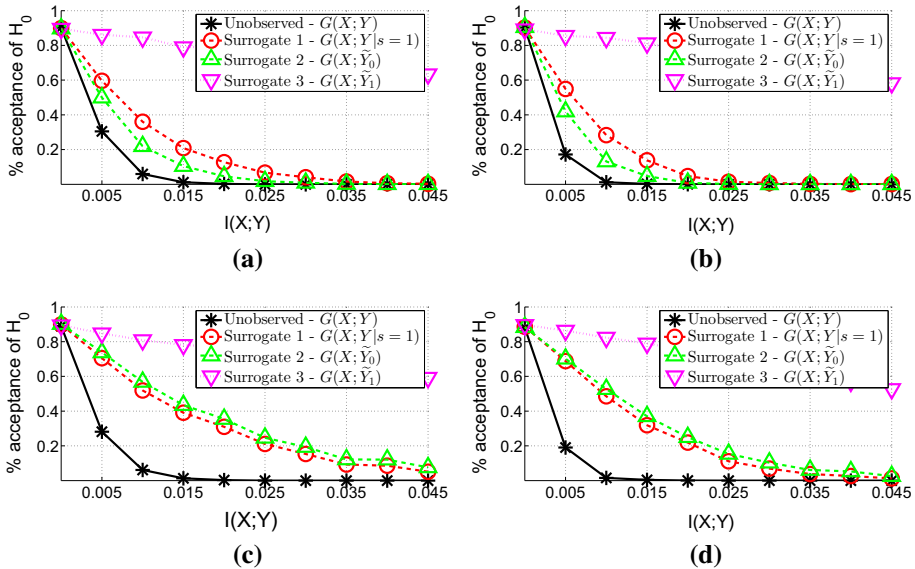 % acceptance of H₀
1
0.8
0.6
0.4
0.2
0.005
0.015
0.025
0.035
0.045
I(X;Y)
Unobserved - G(X;Y)
Surrogate 1 - G(X;Y|s = 1)
Surrogate 2 - G(X;Ỹ₀)
Surrogate 3 - G(X;Ỹ₁)
(a)
% acceptance of H₀
1
0.8
0.6
0.4
0.2
0.005
0.015
0.025
0.035
0.045
I(X;Y)
Unobserved - G(X;Y)
Surrogate 1 - G(X;Y|s = 1)
Surrogate 2 - G(X;Ỹ₀)
Surrogate 3 - G(X;Ỹ₁)
(b)
% acceptance of H₀
1
0.8
0.6
0.4
0.2
0.005
0.015
0.025
0.035
0.045
I(X;Y)
Unobserved - G(X;Y)
Surrogate 1 - G(X;Y|s = 1)
Surrogate 2 - G(X;Ỹ₀)
Surrogate 3 - G(X;Ỹ₁)
(c)
% acceptance of H₀
1
0.8
0.6
0.4
0.2
0.005
0.015
0.025
0.035
0.045
I(X;Y)
Unobserved - G(X;Y)
Surrogate 1 - G(X;Y|s = 1)
Surrogate 2 - G(X;Ỹ₀)
Surrogate 3 - G(X;Ỹ₁)
(d)